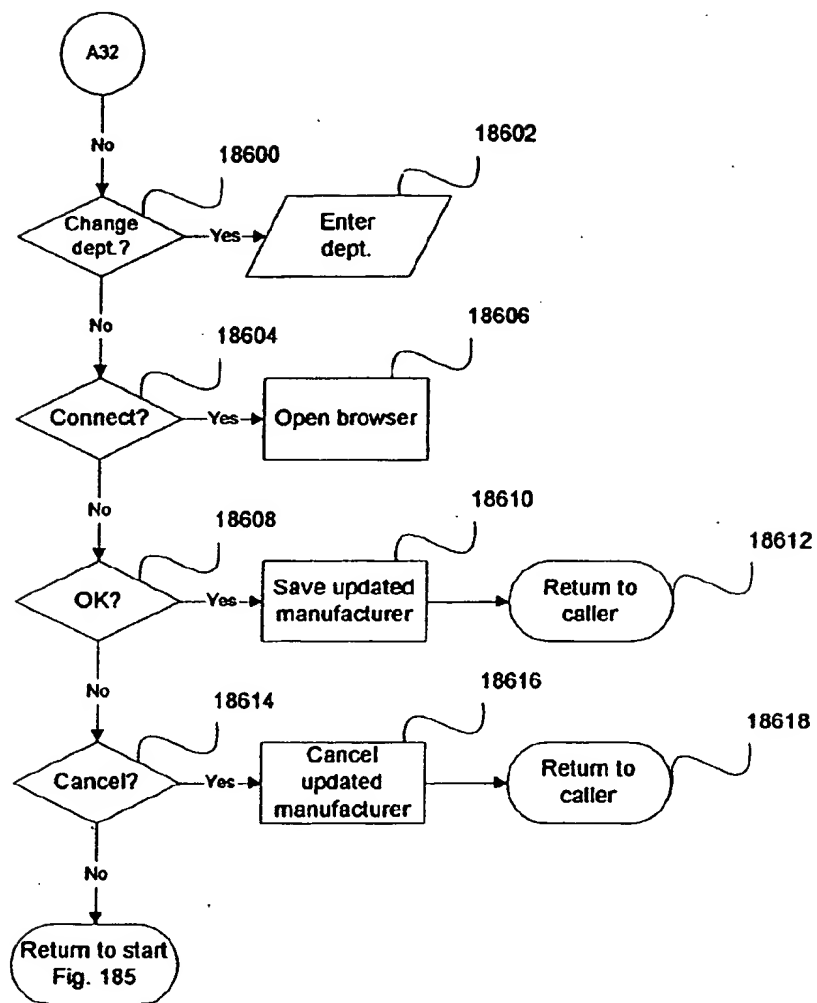 A32
No
18600
18602
Change
dept.?
Yes
Enter
dept.
No
18604
18606
Connect?
Yes
Open browser
No
18608
18610
18612
OK?
Yes
Save updated
manufacturer
Return to
caller
No
18614
18616
18618
Cancel?
Yes
Cancel
updated
manufacturer
Return to
caller
No
Return to start
Fig. 185